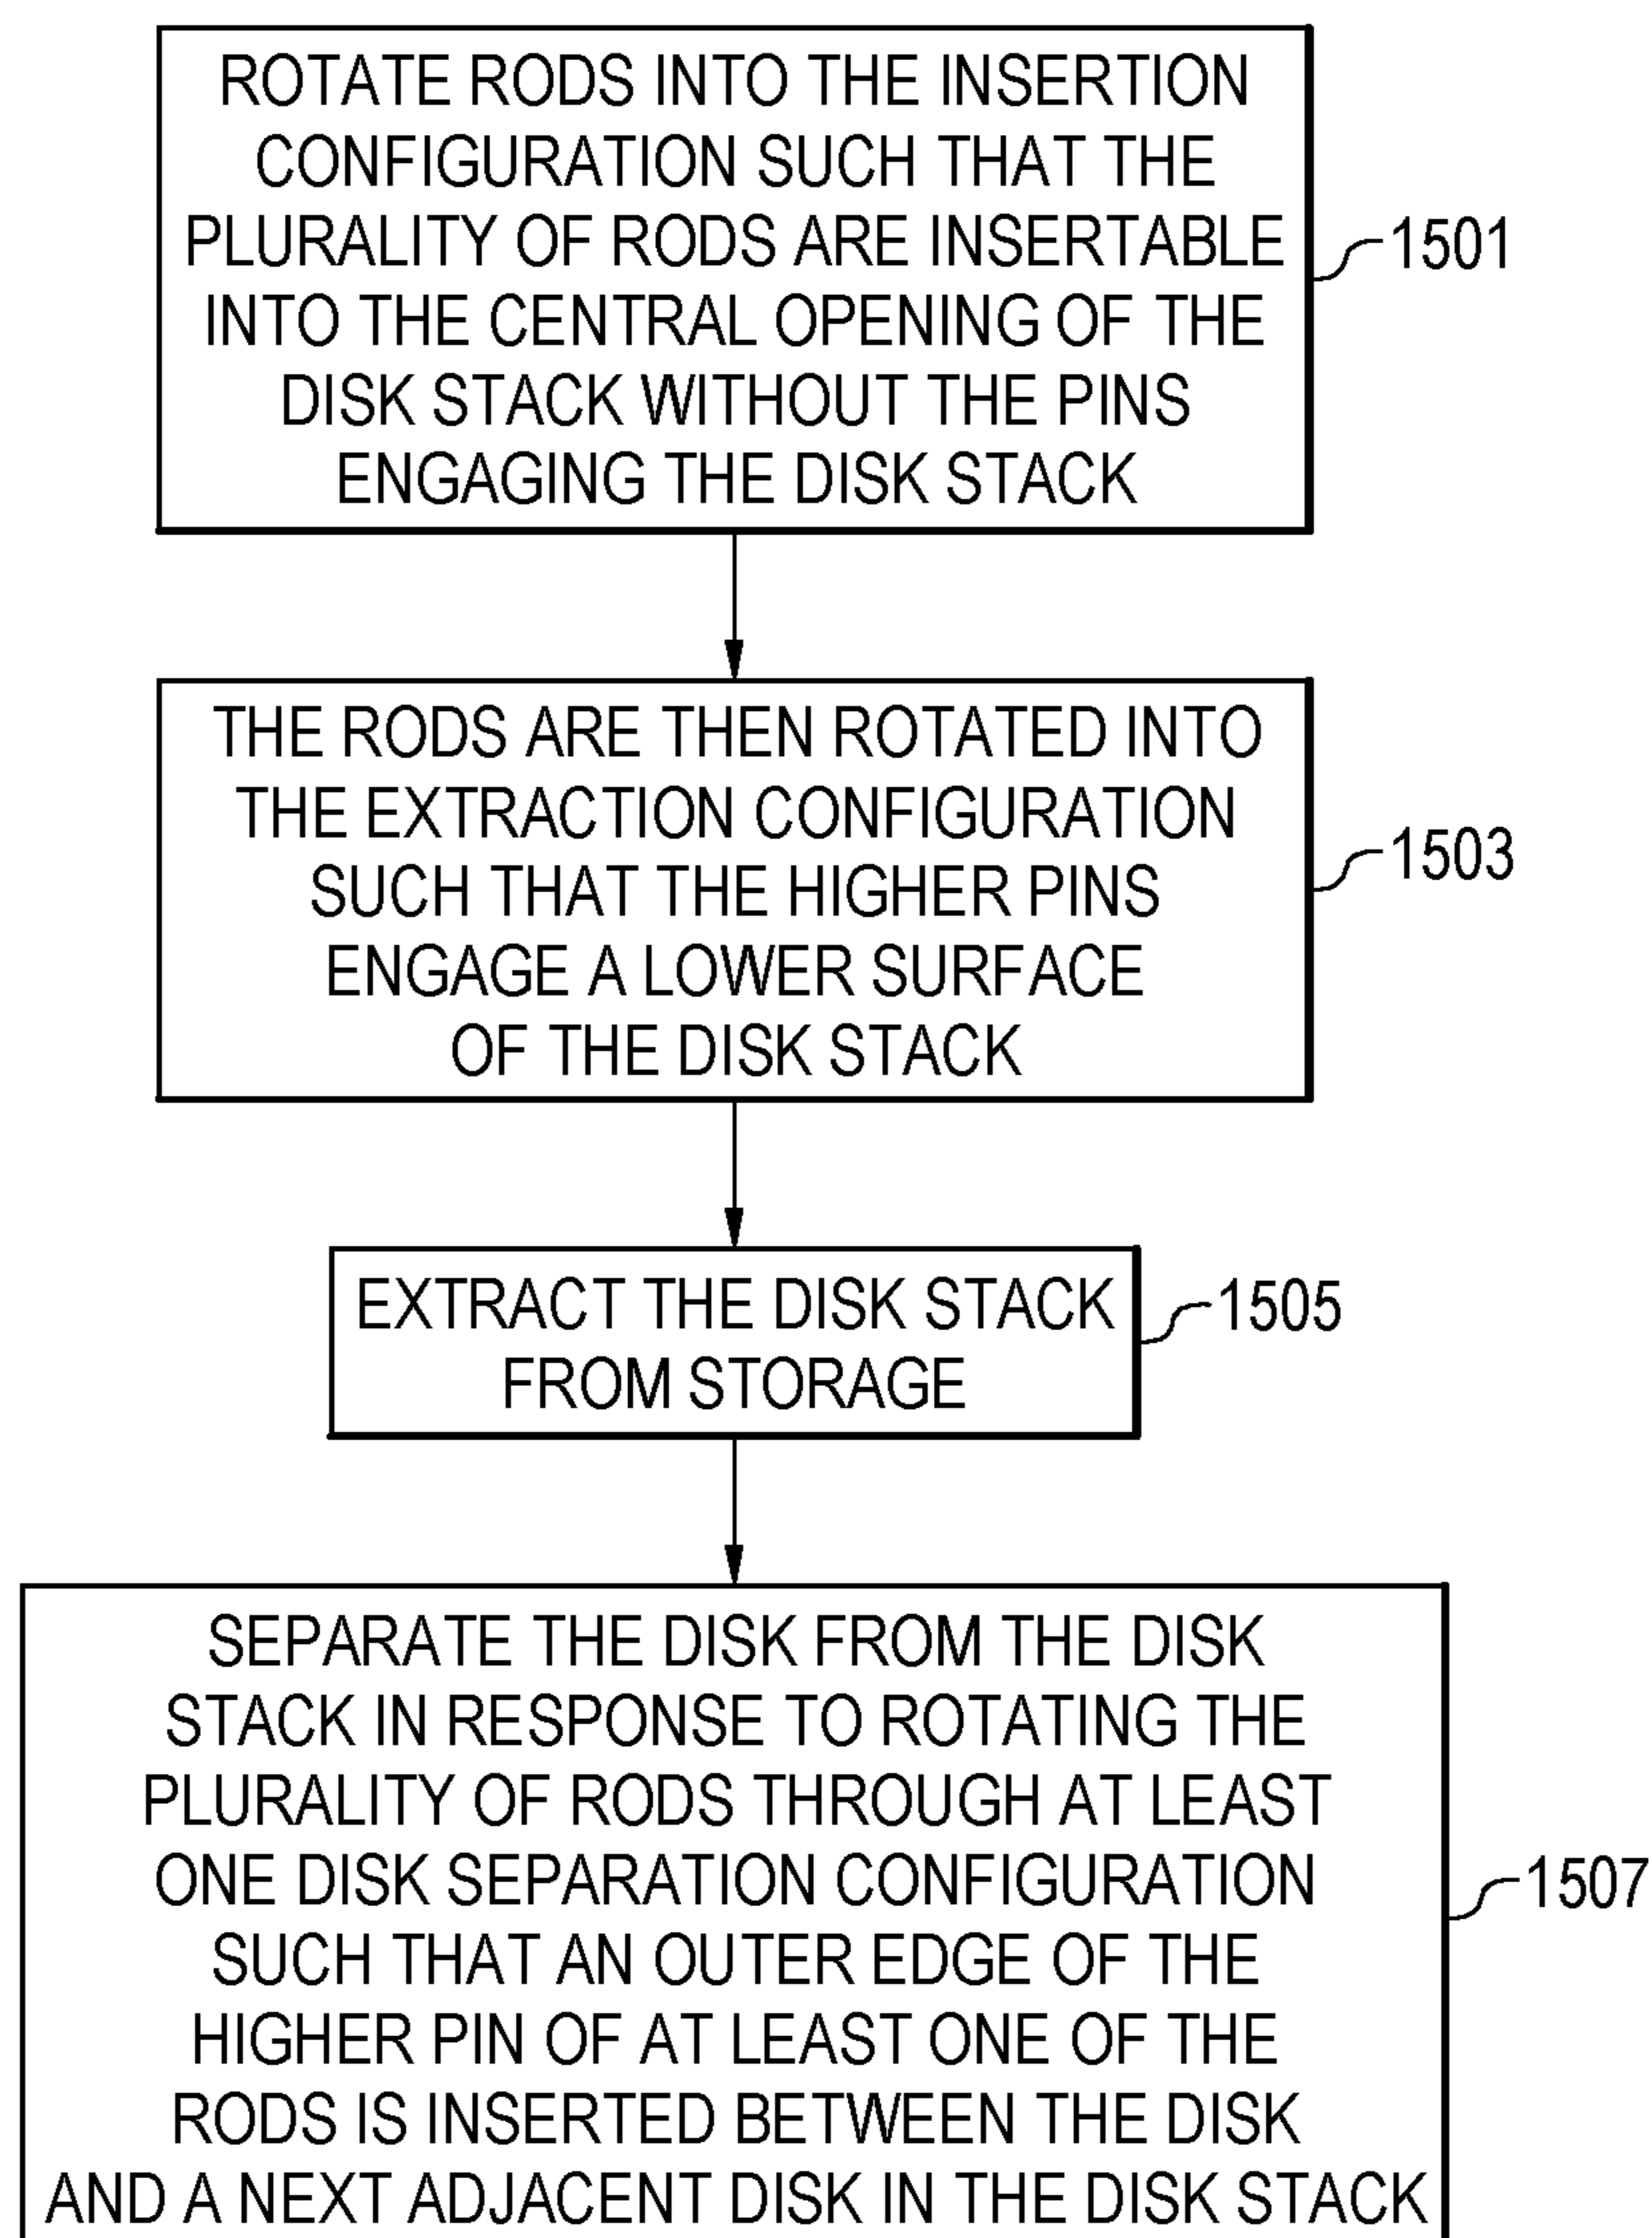 ROTATE RODS INTO THE INSERTION
CONFIGURATION SUCH THAT THE
PLURALITY OF RODS ARE INSERTABLE
INTO THE CENTRAL OPENING OF THE
DISK STACK WITHOUT THE PINS
ENGAGING THE DISK STACK
1501
THE RODS ARE THEN ROTATED INTO
THE EXTRACTION CONFIGURATION
SUCH THAT THE HIGHER PINS
ENGAGE A LOWER SURFACE
OF THE DISK STACK
1503
EXTRACT THE DISK STACK
FROM STORAGE
1505
SEPARATE THE DISK FROM THE DISK
STACK IN RESPONSE TO ROTATING THE
PLURALITY OF RODS THROUGH AT LEAST
ONE DISK SEPARATION CONFIGURATION
SUCH THAT AN OUTER EDGE OF THE
HIGHER PIN OF AT LEAST ONE OF THE
RODS IS INSERTED BETWEEN THE DISK
AND A NEXT ADJACENT DISK IN THE DISK STACK
1507